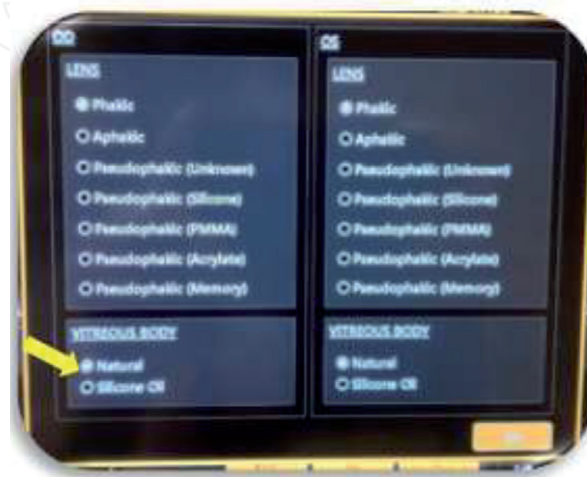 OD
LENS
Phakic
Aphakic
Pseudophakic (Unknown)
Pseudophakic (Silicone)
Pseudophakic (PMMA)
Pseudophakic (Acrylate)
Pseudophakic (Memory)
VITREOUS BODY
Natural
Silicone Oil
OS
LENS
Phakic
Aphakic
Pseudophakic (Unknown)
Pseudophakic (Silicone)
Pseudophakic (PMMA)
Pseudophakic (Acrylate)
Pseudophakic (Memory)
VITREOUS BODY
Natural
Silicone Oil